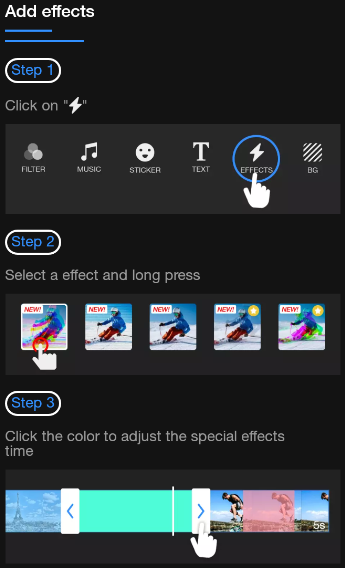 Add effects
Step 1
Click on "⚡"
FILTER MUSIC STICKER TEXT EFFECTS BG
Step 2
Select a effect and long press
NEW! NEW! NEW! NEW! NEW!
Step 3
Click the color to adjust the special effects
time
5s